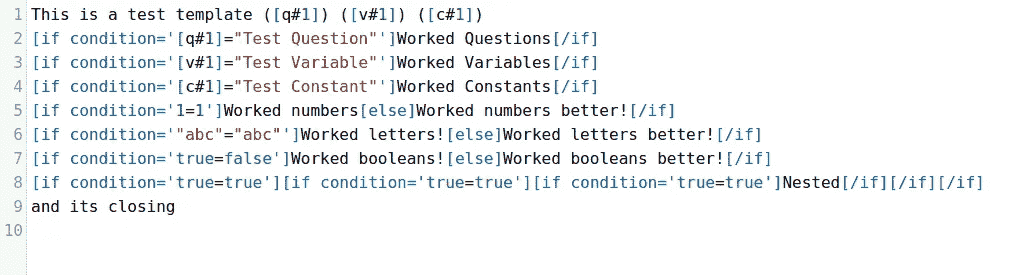 1 This is a test template ([q#1]) ([v#1]) ([c#1])
2 [if condition='[q#1]="Test Question"']Worked Questions[/if]
3 [if condition='[v#1]="Test Variable"']Worked Variables[/if]
4 [if condition='[c#1]="Test Constant"']Worked Constants[/if]
5 [if condition='1=1']Worked numbers[else]Worked numbers better![/if]
6 [if condition='"abc"="abc"']Worked letters![else]Worked letters better![/if]
7 [if condition='true=false']Worked booleans![else]Worked booleans better![/if]
8 [if condition='true=true'][if condition='true=true'][if condition='true=true']Nested[/if][/if][/if]
9 and its closing
10